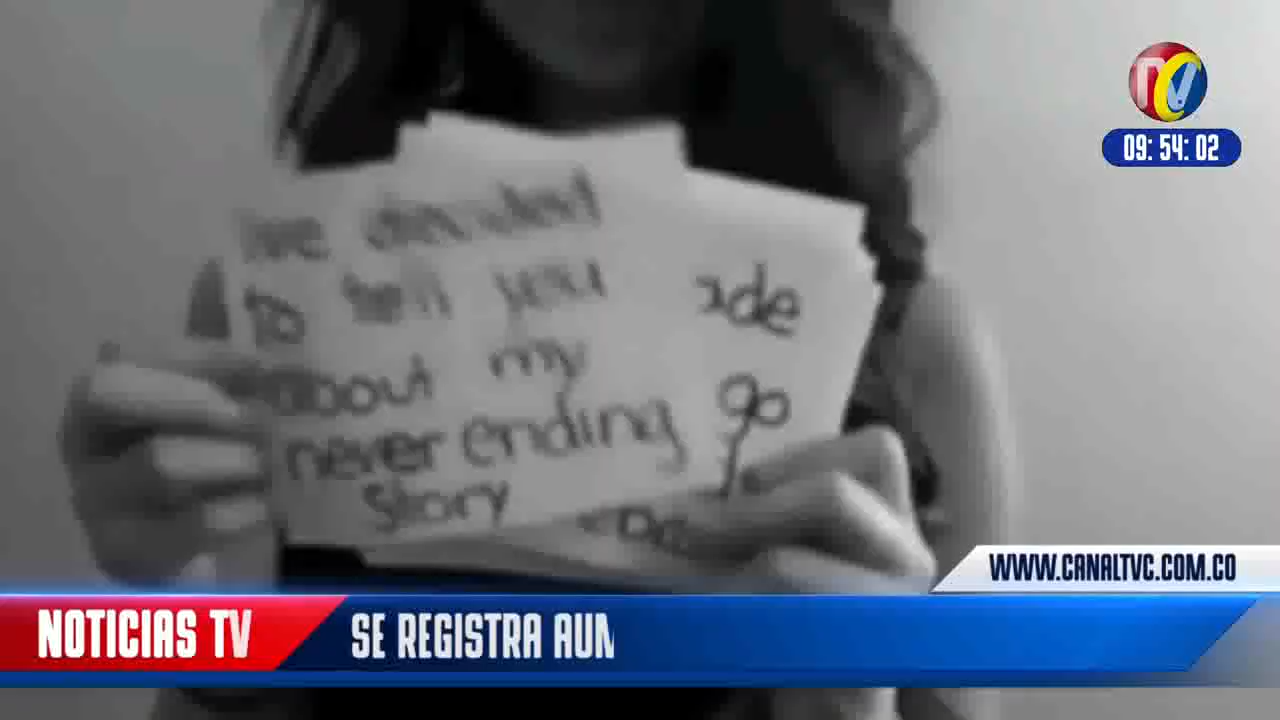 09: 54: 02
I've decided
to tell you
about my
never ending
story
go
WWW.CANALTVC.COM.CO
NOTICIAS TV
SE REGISTRA AUM